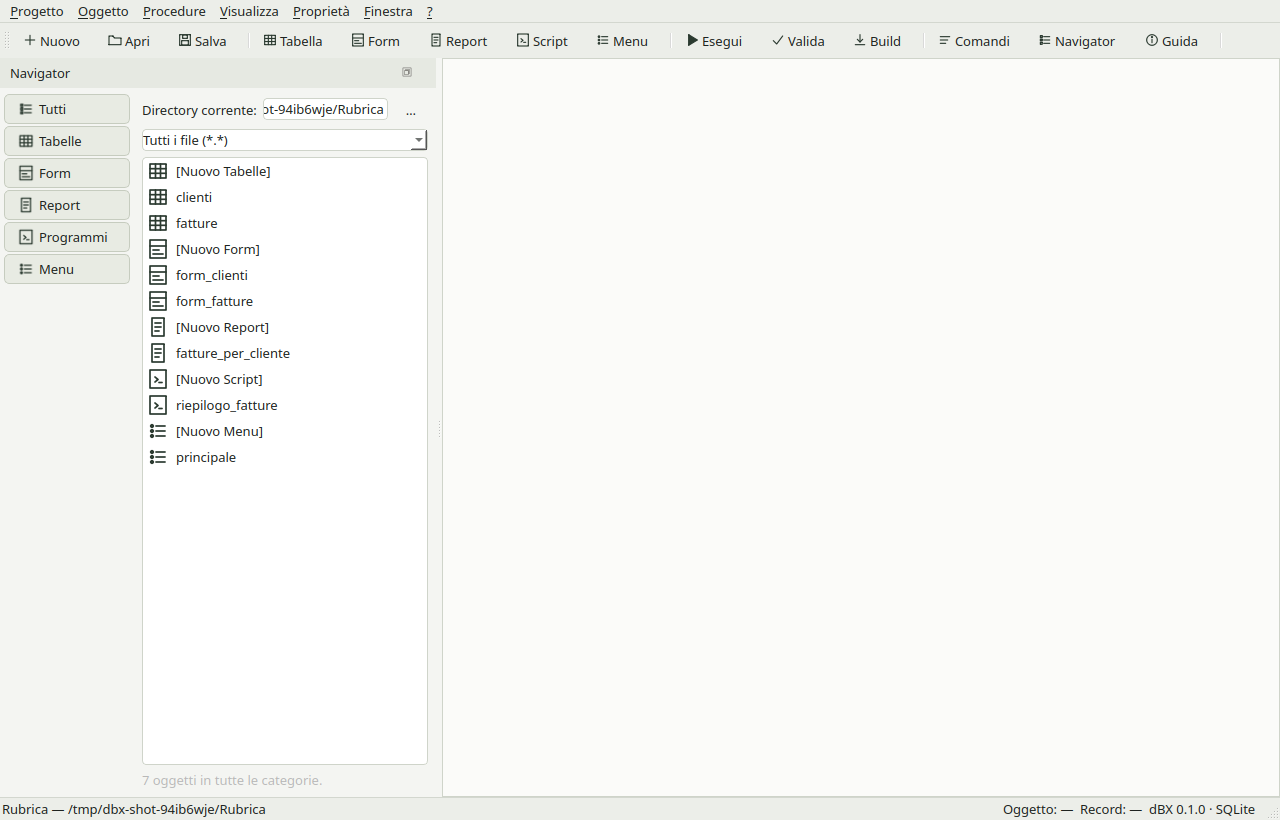 Progetto Oggetto Procedure Visualizza Proprietà Finestra ?
Nuovo Apri Salva Tabella Form Report Script Menu Esegui Valida Build Comandi Navigator Guida
Navigator
Tutti
Tabelle
Form
Report
Programmi
Menu
Directory corrente: ot-94ib6wje/Rubrica ...
Tutti i file (*.*)
[Nuovo Tabelle]
clienti
fatture
[Nuovo Form]
form_clienti
form_fatture
[Nuovo Report]
fatture_per_cliente
[Nuovo Script]
riepilogo_fatture
[Nuovo Menu]
principale
7 oggetti in tutte le categorie.
Rubrica — /tmp/dbx-shot-94ib6wje/Rubrica Oggetto: — Record: — dBX 0.1.0 · SQLite